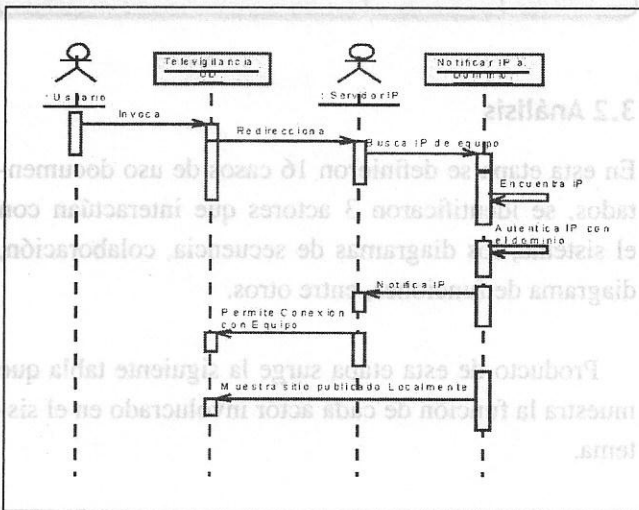 Televigilancia
UD.
Notificar IP a.
Dominio.
: Usuario
: Servidor IP
Invoca
Redirecciona
Busca IP de equipo
Encuentra IP
Autentica IP con
el dominio
Notifica IP
Permite Conexion
con Equipo
Muestra sitio publicado Localmente
3.2 Análisis
En esta etapa se definieron 16 casos de uso documen-
tados, se identificaron 3 actores que interactúan con
el sistema, los diagramas de secuencia, colaboración,
diagrama de funciones entre otros.
Producto de esta etapa surge la siguiente tabla que
muestra la función de cada actor involucrado en el sis-
tema.